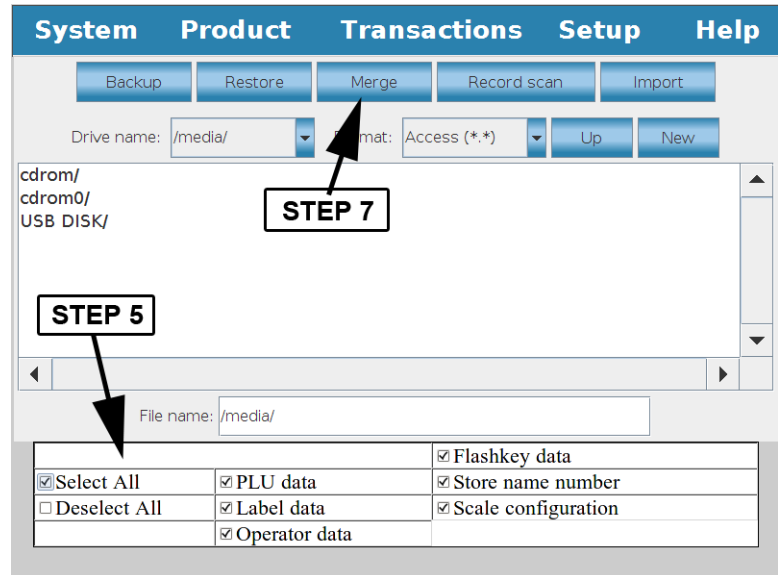 System Product Transactions Setup Help
Backup Restore Merge Record scan Import
Drive name: /media/ Format: Access (*.*) Up New
cdrom/
cdrom0/
USB DISK/
STEP 7
STEP 5
File name: /media/
Flashkey data
Select All PLU data Store name number
Deselect All Label data Scale configuration
Operator data